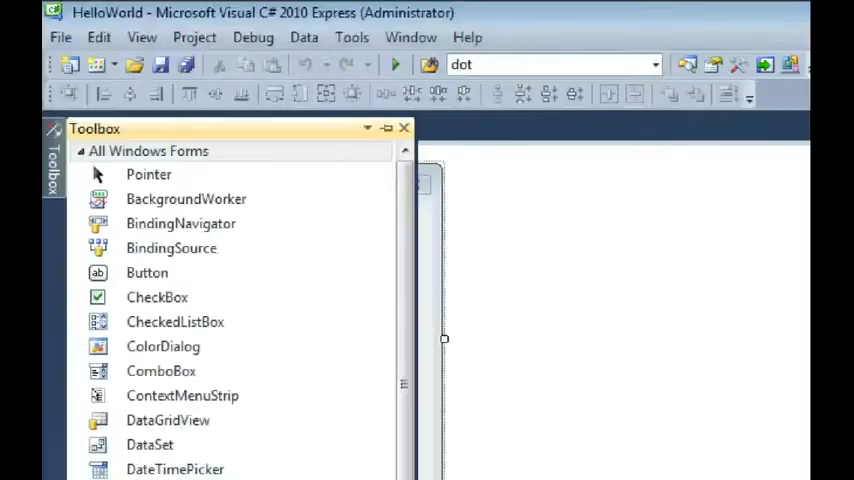 HelloWorld - Microsoft Visual C# 2010 Express (Administrator)
File Edit View Project Debug Data Tools Window Help
dot
Toolbox
Toolbox
All Windows Forms
Pointer
BackgroundWorker
BindingNavigator
BindingSource
ab Button
CheckBox
CheckedListBox
ColorDialog
ComboBox
ContextMenuStrip
DataGridView
DataSet
DateTimePicker